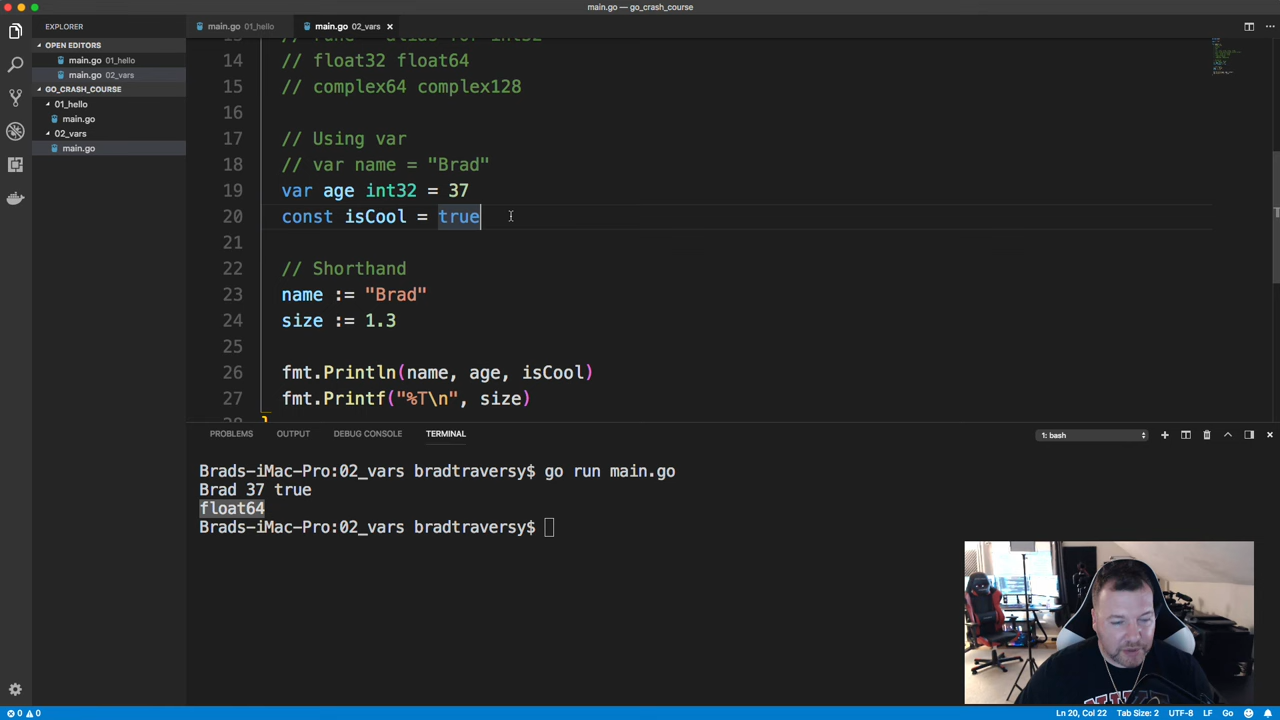 main.go — go_crash_course
EXPLORER
OPEN EDITORS
main.go 01_hello
main.go 02_vars
GO_CRASH_COURSE
01_hello
main.go
02_vars
main.go
main.go 01_hello
main.go 02_vars
14 // float32 float64
15 // complex64 complex128
16
17 // Using var
18 // var name = "Brad"
19 var age int32 = 37
20 const isCool = true
21
22 // Shorthand
23 name := "Brad"
24 size := 1.3
25
26 fmt.Println(name, age, isCool)
27 fmt.Printf("%T\n", size)
}
PROBLEMS OUTPUT DEBUG CONSOLE TERMINAL 1: bash
Brads-iMac-Pro:02_vars bradtraversy$ go run main.go
Brad 37 true
float64
Brads-iMac-Pro:02_vars bradtraversy$
0 0 Ln 20, Col 22 Tab Size: 2 UTF-8 LF Go